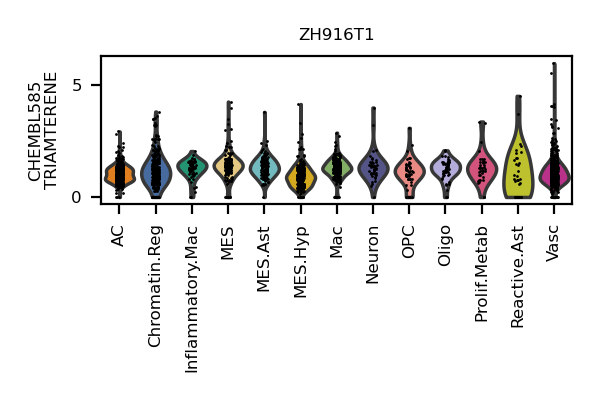 ZH916T1
CHEMBL585
TRIAMTERENE
5
0
AC
Chromatin.Reg
Inflammatory.Mac
MES
MES.Ast
MES.Hyp
Mac
Neuron
OPC
Oligo
Prolif.Metab
Reactive.Ast
Vasc